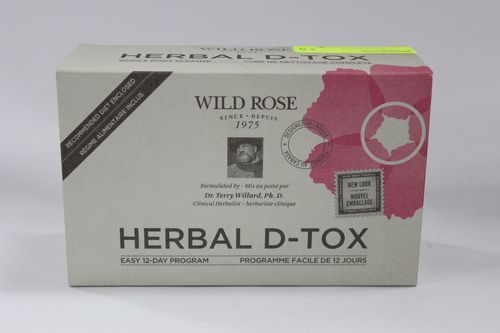 WILD ROSE
HERBAL D-TOX
WHOLE BODY CLEANSE CURE DE NETTOYAGE COMPLÈTE
RECOMMENDED DIET ENCLOSED
RÉGIME ALIMENTAIRE INCLUS
WILD ROSE
SINCE • DEPUIS
1975
Formulated by – Mis au point par
Dr. Terry Willard, Ph. D.
Clinical Herbalist – herboriste clinique
NEW LOOK
NOUVEL
EMBALLAGE
HERBAL D-TOX
EASY 12-DAY PROGRAM PROGRAMME FACILE DE 12 JOURS